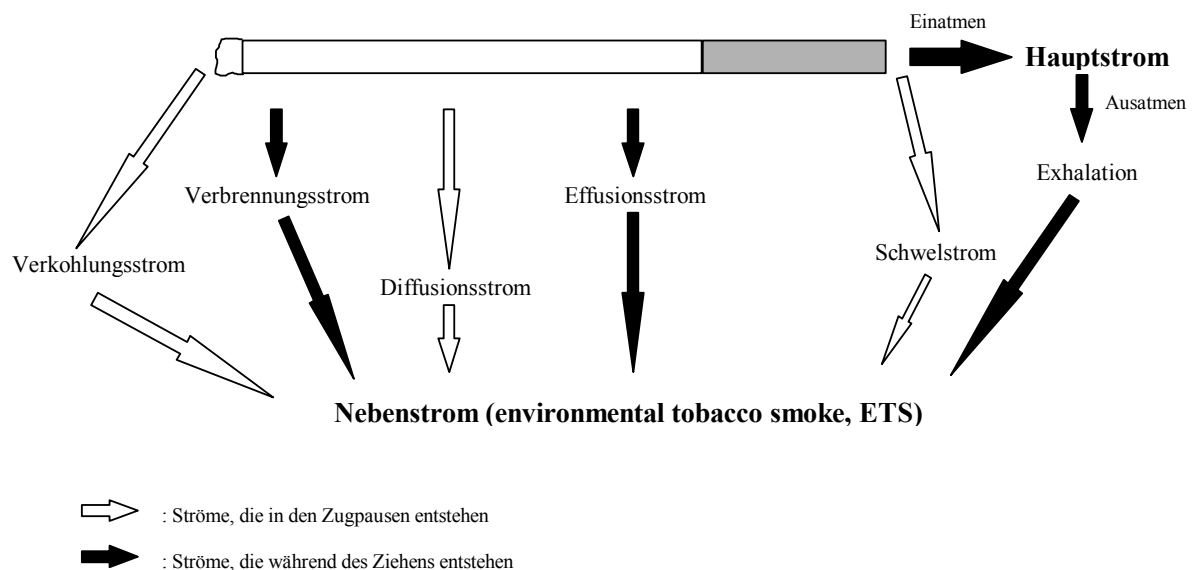 Einatmen
Hauptstrom
Ausatmen
Exhalation
Verbrennungsstrom
Effusionsstrom
Schwelstrom
Verkohlungsstrom
Diffusionsstrom
Nebenstrom (environmental tobacco smoke, ETS)
: Ströme, die in den Zugpausen entstehen
: Ströme, die während des Ziehens entstehen